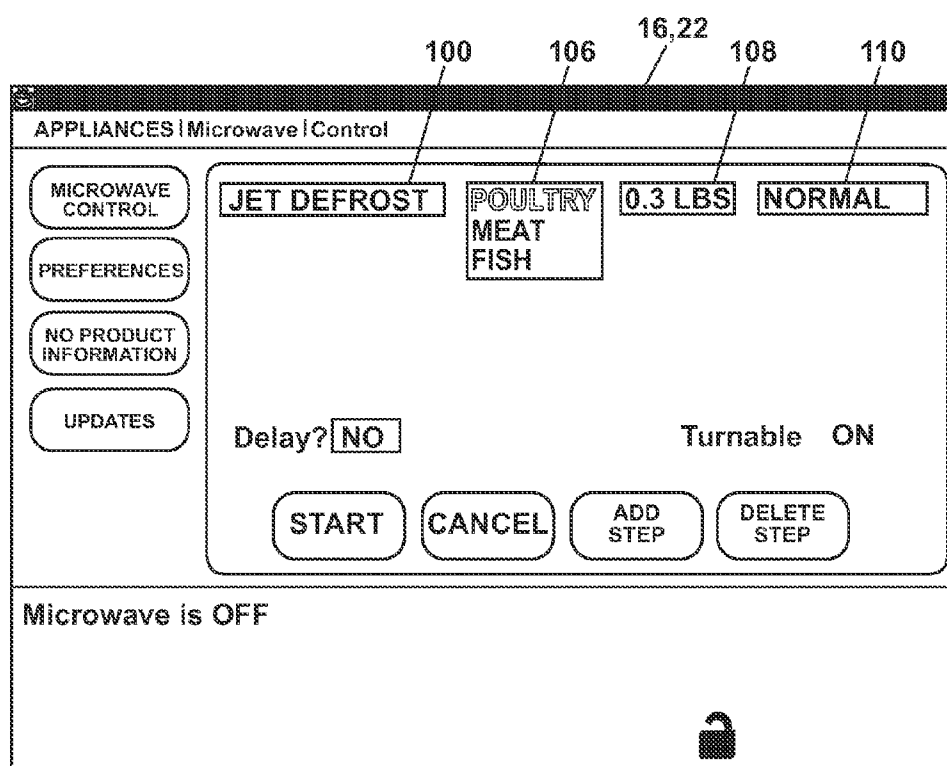 16,22
100 106 108 110
APPLIANCES | Microwave | Control
MICROWAVE
CONTROL
PREFERENCES
NO PRODUCT
INFORMATION
UPDATES
JET DEFROST POULTRY 0.3 LBS NORMAL
MEAT
FISH
Delay? NO Turnable ON
START CANCEL ADD
STEP DELETE
STEP
Microwave is OFF